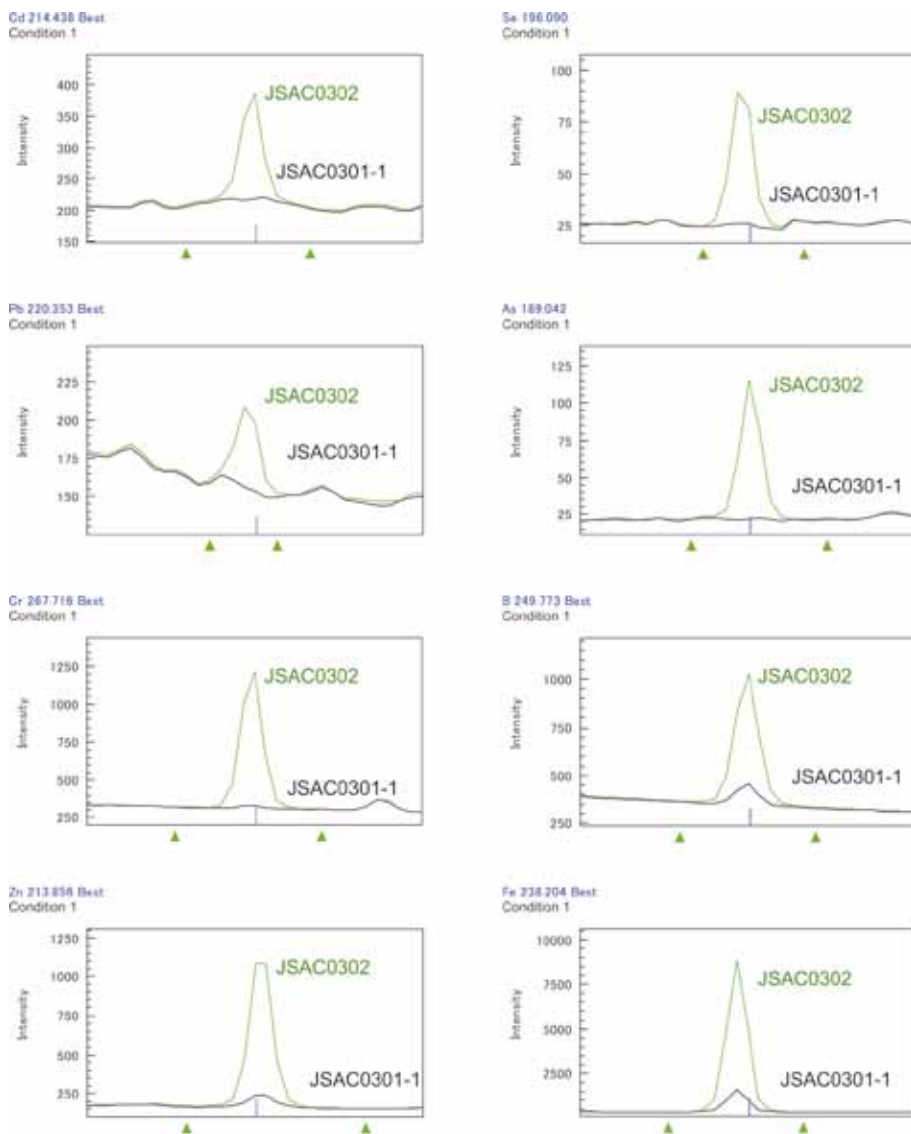 Cd 214.438 Best
Condition 1
400
350
300
250
200
150
Intensity
JSAC0302
JSAC0301-1
Se 196.090
Condition 1
100
75
50
25
Intensity
JSAC0302
JSAC0301-1
Pb 220.353 Best
Condition 1
225
200
175
150
Intensity
JSAC0302
JSAC0301-1
As 189.042
Condition 1
125
100
75
50
25
Intensity
JSAC0302
JSAC0301-1
Cr 267.716 Best
Condition 1
1250
1000
750
500
250
Intensity
JSAC0302
JSAC0301-1
B 249.773 Best
Condition 1
1000
750
500
250
Intensity
JSAC0302
JSAC0301-1
Zn 213.856 Best
Condition 1
1250
1000
750
500
250
Intensity
JSAC0302
JSAC0301-1
Fe 238.204 Best
Condition 1
10000
7500
5000
2500
Intensity
JSAC0302
JSAC0301-1